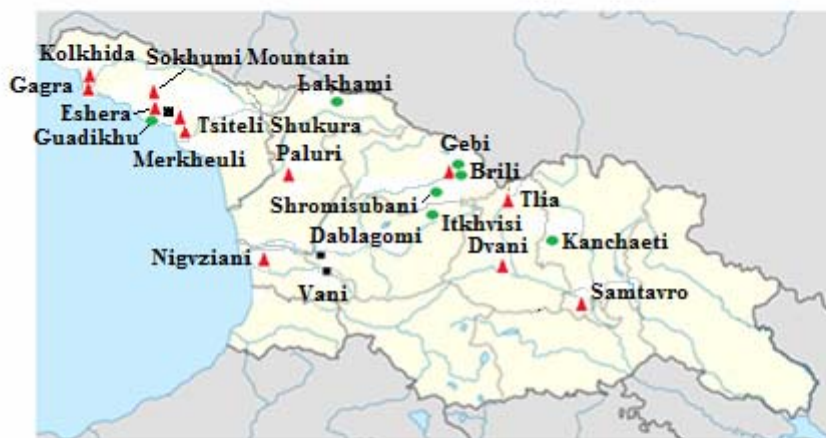 Kolkhida
Sokhumi Mountain
Gagra
Lakhami
Eshera
Guadikhu
Tsiteli Shukura
Merkheuli
Paluri
Gebi
Brili
Shromisubani
Tlia
Itkhvisi
Dablagomi
Dvani
Kanchaeti
Nigvziani
Vani
Samtavro